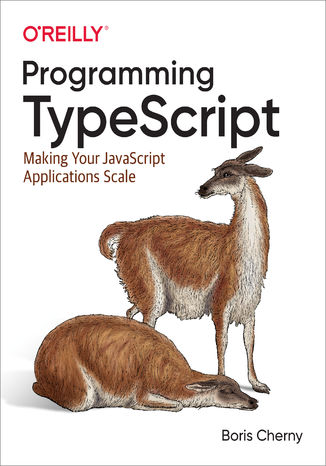 O'REILLY®
Programming
TypeScript
Making Your JavaScript
Applications Scale
Boris Cherny